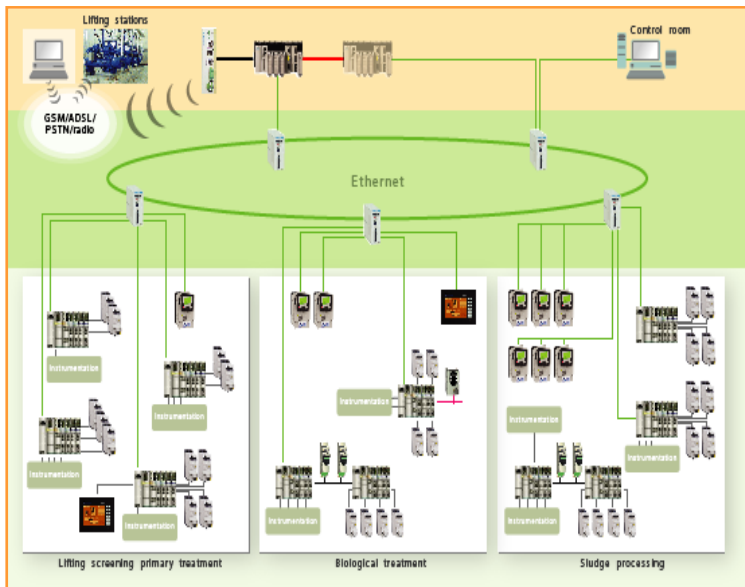 Lifting stations
Control room
GSM/ADSL/
PSTN/radio
Ethernet
Instrumentation
Instrumentation
Instrumentation
Instrumentation
Instrumentation
Instrumentation
Instrumentation
Instrumentation
Instrumentation
Lifting screening primary treatment
Biological treatment
Sludge processing